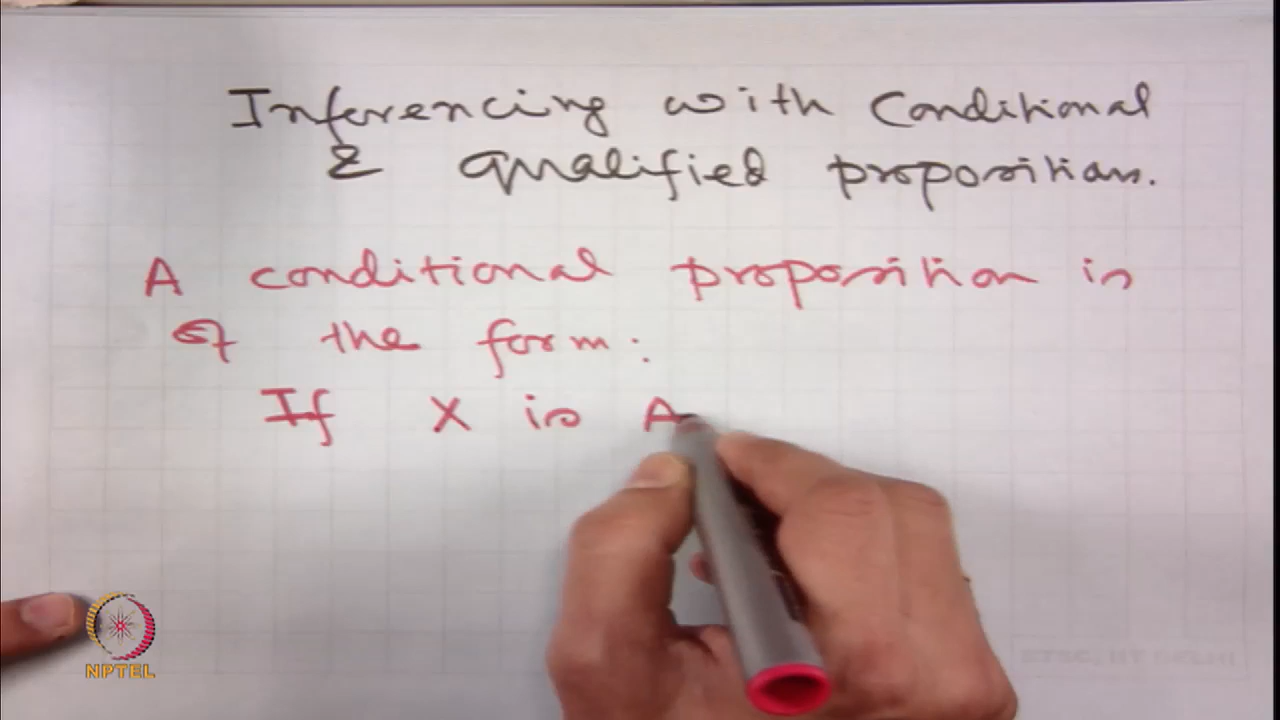 Inferencing with Conditional
& qualified propositions.
A conditional proposition is
of the form:
If X is A
NPTEL